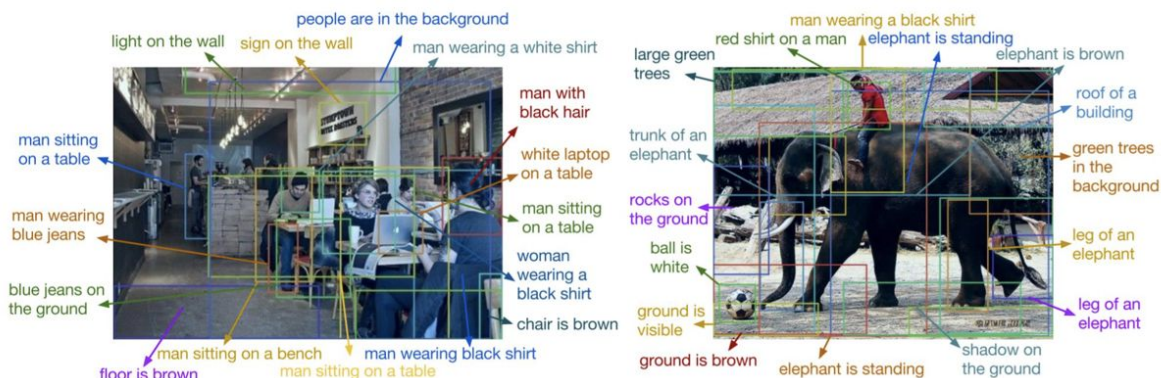 people are in the background
light on the wall
sign on the wall
man wearing a white shirt
man with
black hair
man sitting
on a table
white laptop
on a table
man wearing
blue jeans
man sitting
on a table
blue jeans on
the ground
woman
wearing a
black shirt
chair is brown
man sitting on a bench
man wearing black shirt
man sitting on a table
floor is brown
STUMPTOWN
COFFEE ROASTERS
man wearing a black shirt
red shirt on a man
elephant is standing
large green
trees
elephant is brown
roof of a
building
trunk of an
elephant
green trees
in the
background
rocks on
the ground
ball is
white
leg of an
elephant
ground is
visible
leg of an
elephant
ground is brown
elephant is standing
shadow on
the ground